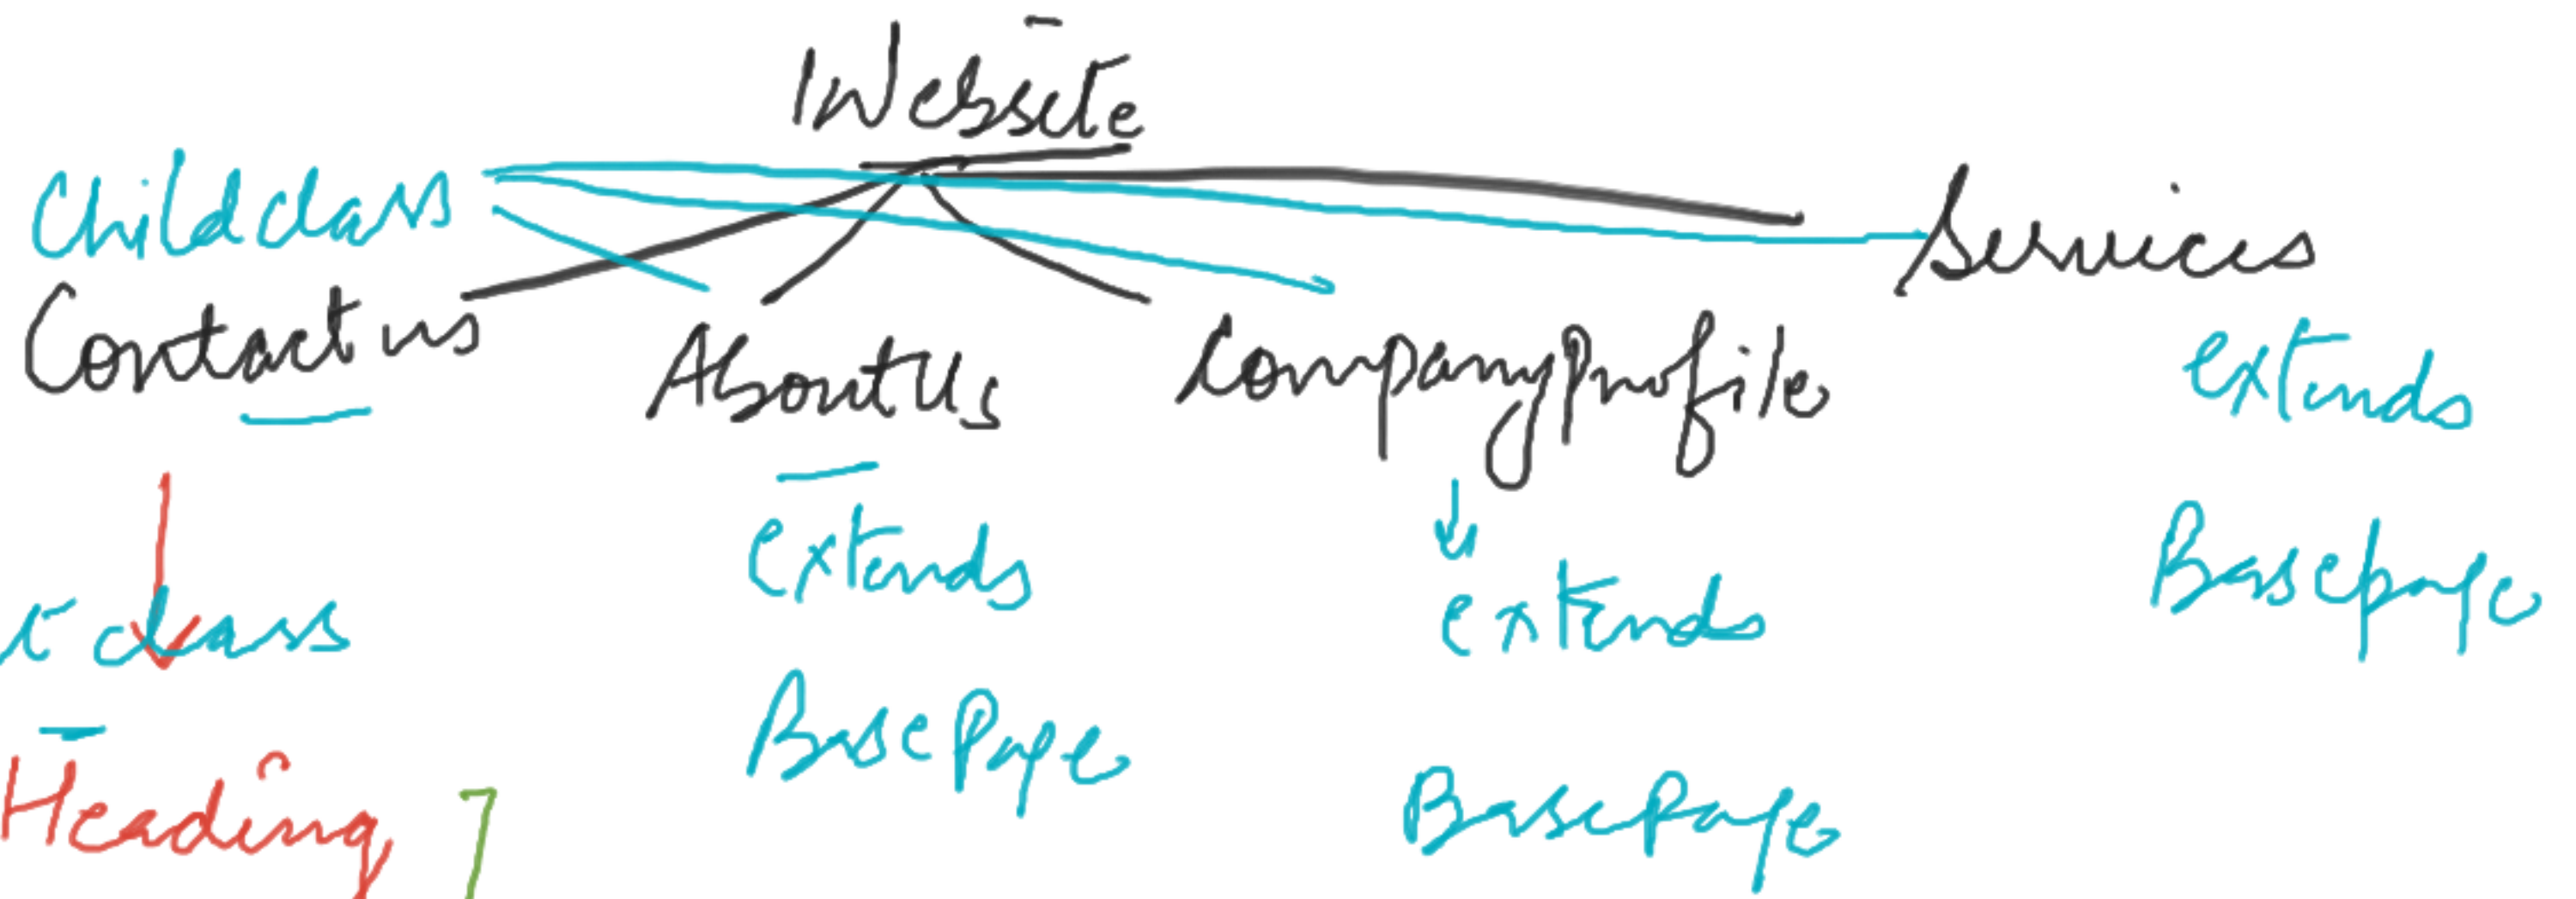 Website
Childclass
Services
Contact us
AboutUs
Companyprofile
extends
extends
Basepage
extends
class
BasePage
BasePage
Heading